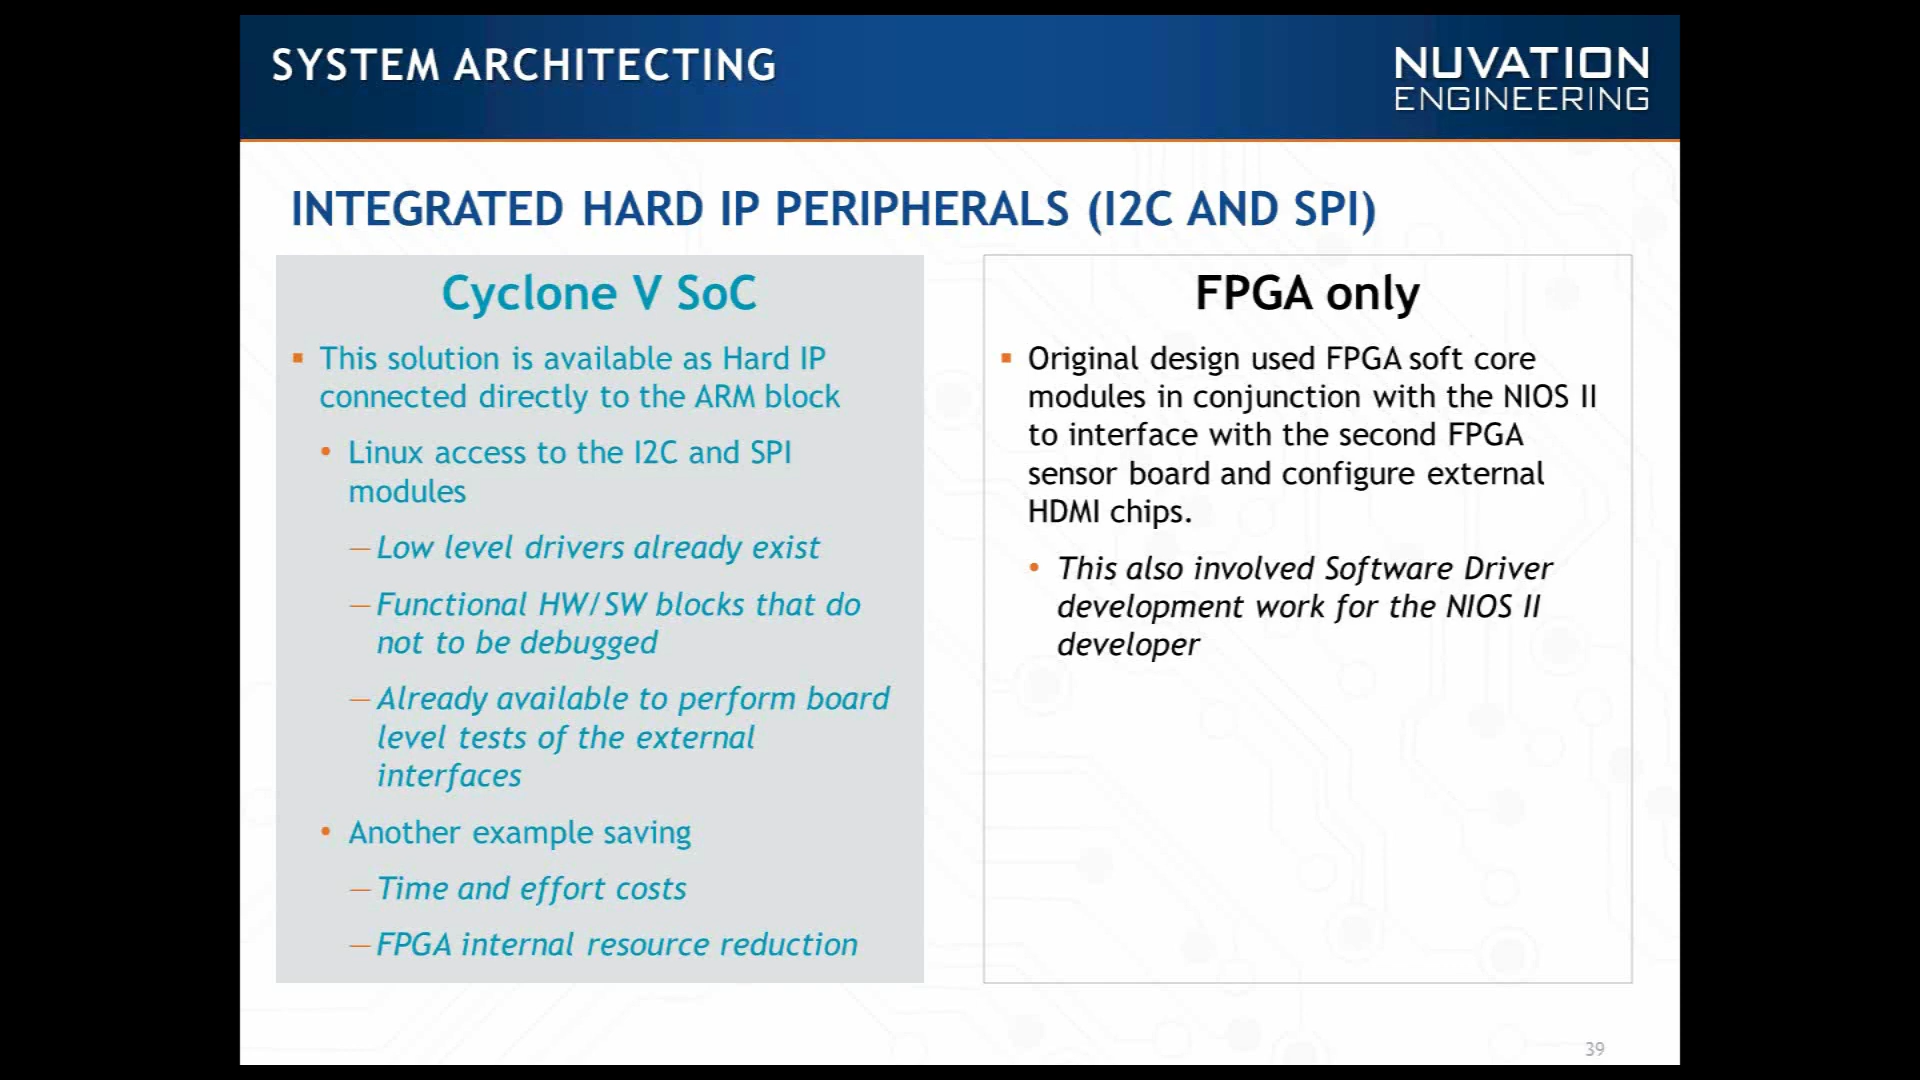 SYSTEM ARCHITECTING
NUVATION
ENGINEERING
INTEGRATED HARD IP PERIPHERALS (I2C AND SPI)
Cyclone V SoC
▪ This solution is available as Hard IP
connected directly to the ARM block
• Linux access to the I2C and SPI
modules
— Low level drivers already exist
— Functional HW/SW blocks that do
not to be debugged
— Already available to perform board
level tests of the external
interfaces
• Another example saving
— Time and effort costs
— FPGA internal resource reduction
FPGA only
▪ Original design used FPGA soft core
modules in conjunction with the NIOS II
to interface with the second FPGA
sensor board and configure external
HDMI chips.
• This also involved Software Driver
development work for the NIOS II
developer
39